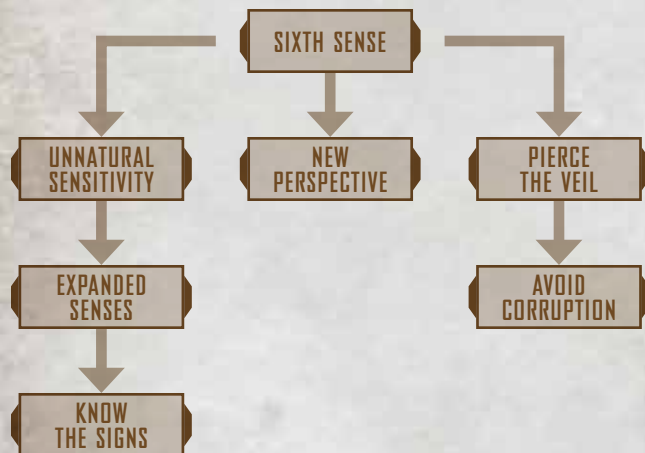 SIXTH SENSE
UNNATURAL
SENSITIVITY
NEW
PERSPECTIVE
PIERCE
THE VEIL
EXPANDED
SENSES
AVOID
CORRUPTION
KNOW
THE SIGNS